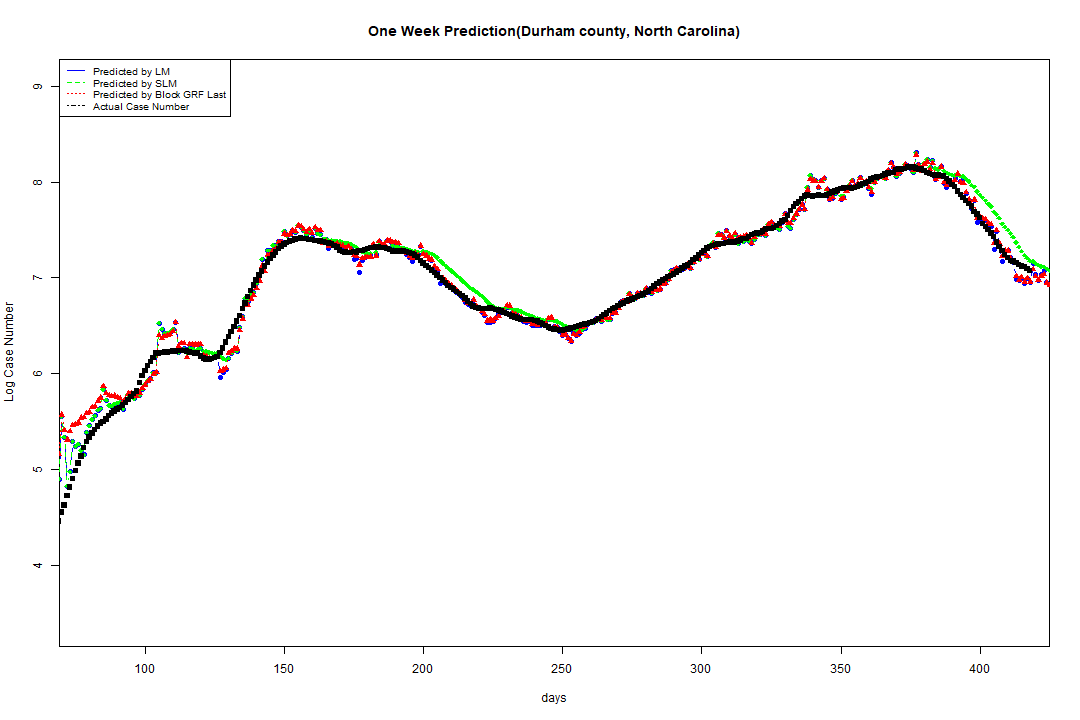 One Week Prediction(Durham county, North Carolina)
Predicted by LM
Predicted by SLM
Predicted by Block GRF Last
Actual Case Number
9
8
7
6
5
4
Log Case Number
100 150 200 250 300 350 400
days